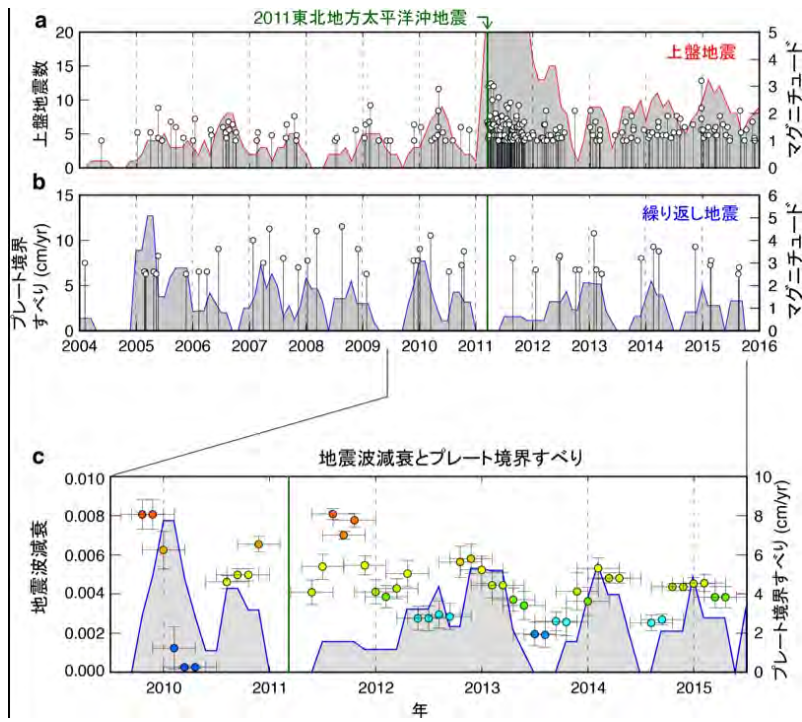 2011東北地方太平洋沖地震
a
上盤地震
20
15
10
5
0
上盤地震数
5
4
3
2
1
0
マグニチュード
b
繰り返し地震
15
10
5
0
プレート境界
すべり (cm/yr)
6
5
4
3
2
1
0
マグニチュード
2004 2005 2006 2007 2008 2009 2010 2011 2012 2013 2014 2015 2016
c
地震波減衰とプレート境界すべり
0.010
0.008
0.006
0.004
0.002
0.000
地震波減衰
10
8
6
4
2
0
プレート境界すべり (cm/yr)
2010 2011 2012 2013 2014 2015
年